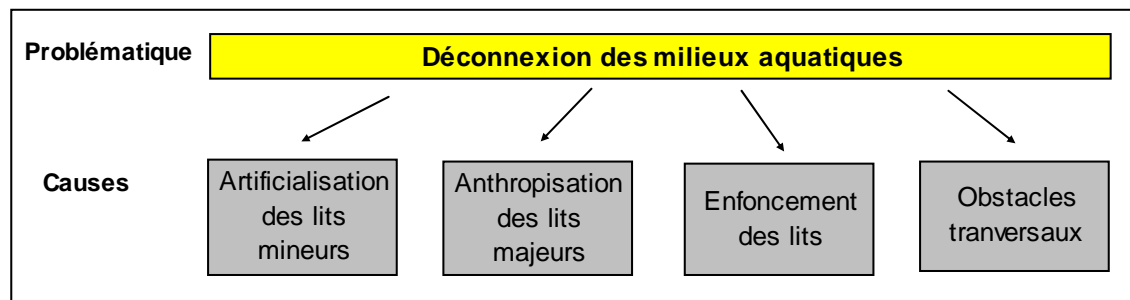 Problématique
Déconnexion des milieux aquatiques
Causes
Artificialisation
des lits
mineurs
Anthropisation
des lits
majeurs
Enfoncement
des lits
Obstacles
tranversaux